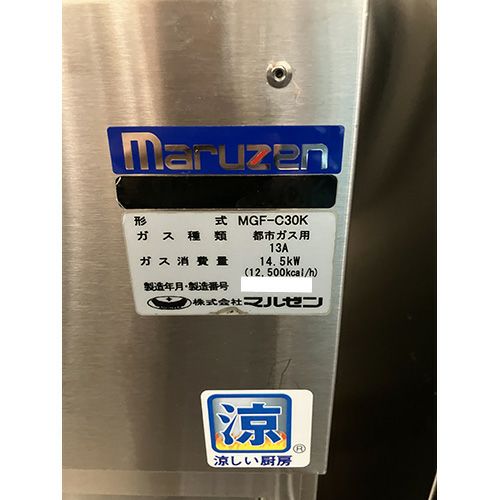 maruzen
形 式 MGF-C30K
ガス種類 都市ガス用
13A
ガス消費量 14.5kW
(12,500kcal/h)
製造年月・製造番号
株式会社マルゼン
涼
涼しい厨房 ®